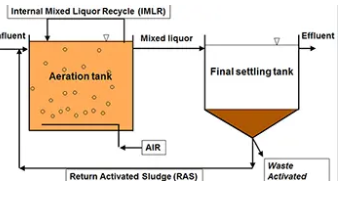 Internal Mixed Liquor Recycle (IMLR)
nfluent
Mixed liquor
Effluent
Aeration tank
Final settling tank
AIR
Return Activated Sludge (RAS)
Waste
Activated